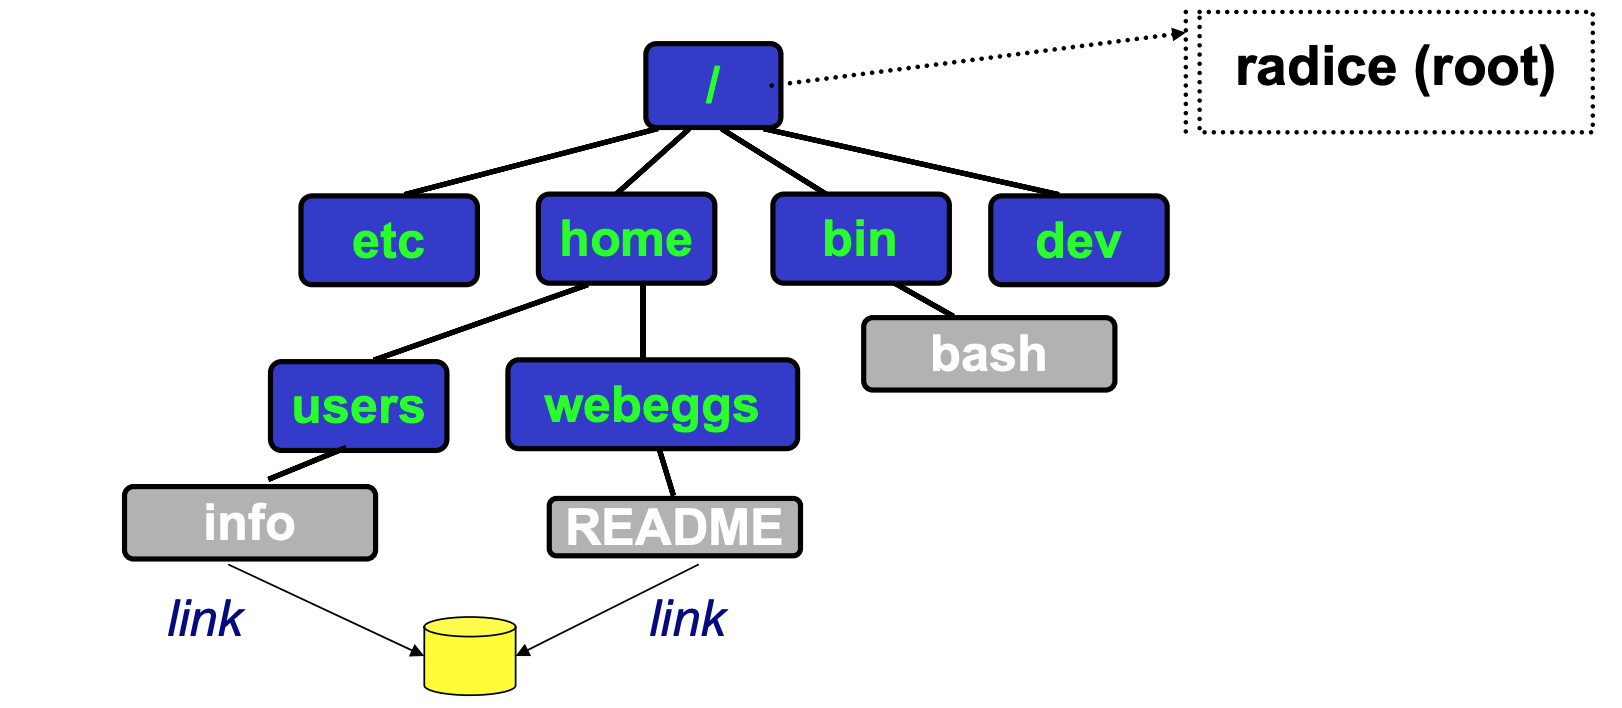 /
radice (root)
etc
home
bin
dev
bash
users
webeggs
info
README
link
link